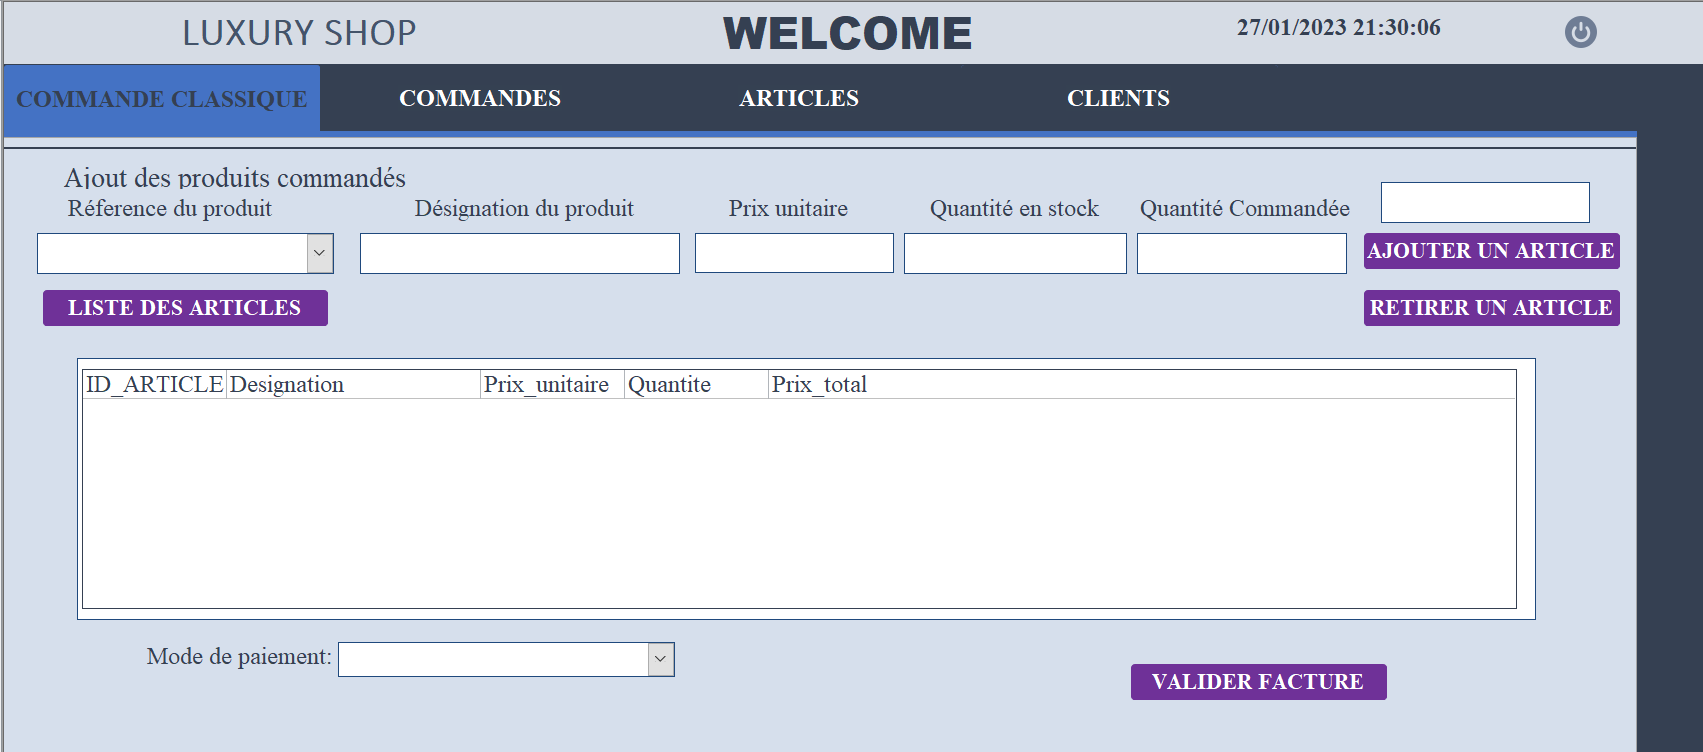 LUXURY SHOP
WELCOME
27/01/2023 21:30:06
COMMANDE CLASSIQUE
COMMANDES
ARTICLES
CLIENTS
Ajout des produits commandés
Réference du produit
Désignation du produit
Prix unitaire
Quantité en stock
Quantité Commandée
AJOUTER UN ARTICLE
LISTE DES ARTICLES
RETIRER UN ARTICLE
ID_ARTICLE Designation Prix_unitaire Quantite Prix_total
Mode de paiement:
VALIDER FACTURE